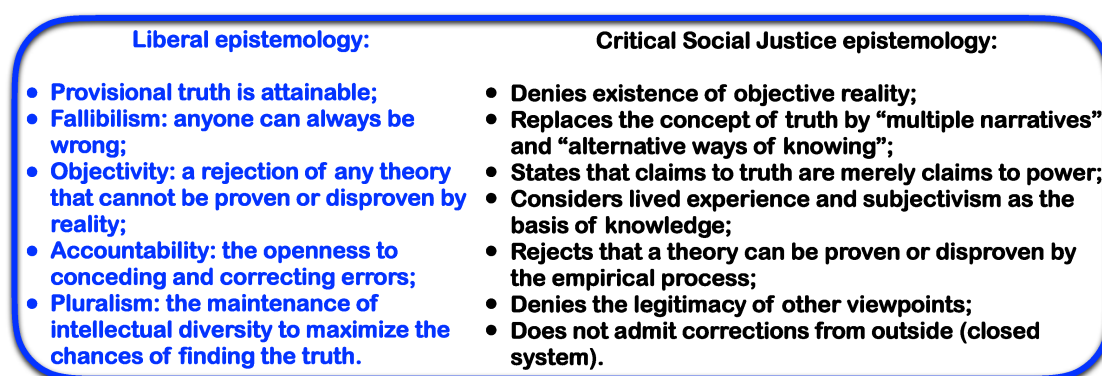 Liberal epistemology:
• Provisional truth is attainable;
• Fallibilism: anyone can always be
wrong;
• Objectivity: a rejection of any theory
that cannot be proven or disproven by
reality;
• Accountability: the openness to
conceding and correcting errors;
• Pluralism: the maintenance of
intellectual diversity to maximize the
chances of finding the truth.
Critical Social Justice epistemology:
• Denies existence of objective reality;
• Replaces the concept of truth by “multiple narratives”
and “alternative ways of knowing”;
• States that claims to truth are merely claims to power;
• Considers lived experience and subjectivism as the
basis of knowledge;
• Rejects that a theory can be proven or disproven by
the empirical process;
• Denies the legitimacy of other viewpoints;
• Does not admit corrections from outside (closed
system).